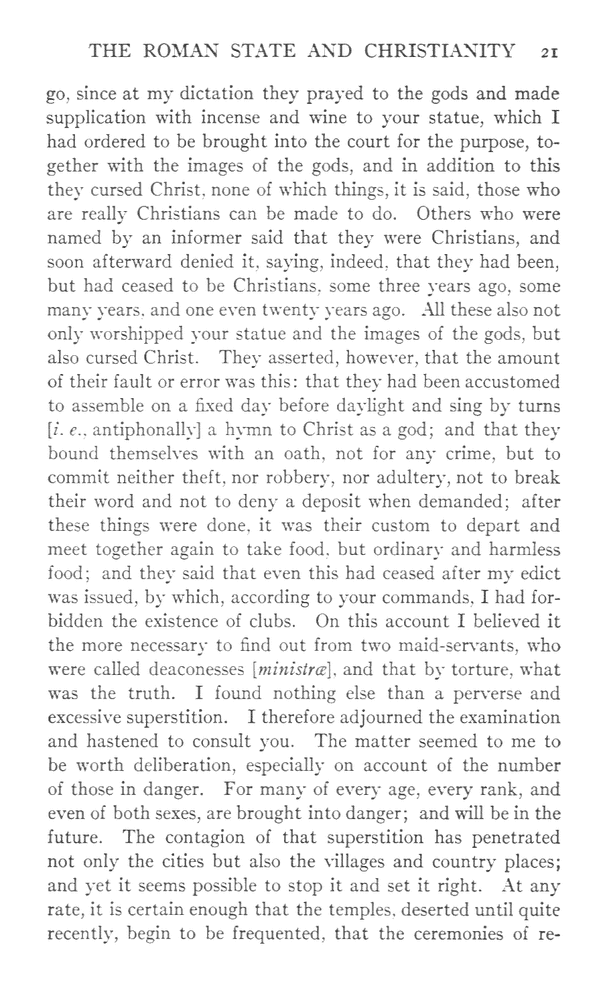 THE ROMAN STATE AND CHRISTIANITY 21
go, since at my dictation they prayed to the gods and made
supplication with incense and wine to your statue, which I
had ordered to be brought into the court for the purpose, to-
gether with the images of the gods, and in addition to this
they cursed Christ, none of which things, it is said, those who
are really Christians can be made to do. Others who were
named by an informer said that they were Christians, and
soon afterward denied it, saying, indeed, that they had been,
but had ceased to be Christians, some three years ago, some
many years, and one even twenty years ago. All these also not
only worshipped your statue and the images of the gods, but
also cursed Christ. They asserted, however, that the amount
of their fault or error was this: that they had been accustomed
to assemble on a fixed day before daylight and sing by turns
[i. e., antiphonally] a hymn to Christ as a god; and that they
bound themselves with an oath, not for any crime, but to
commit neither theft, nor robbery, nor adultery, not to break
their word and not to deny a deposit when demanded; after
these things were done, it was their custom to depart and
meet together again to take food, but ordinary and harmless
food; and they said that even this had ceased after my edict
was issued, by which, according to your commands, I had for-
bidden the existence of clubs. On this account I believed it
the more necessary to find out from two maid-servants, who
were called deaconesses [ministræ], and that by torture, what
was the truth. I found nothing else than a perverse and
excessive superstition. I therefore adjourned the examination
and hastened to consult you. The matter seemed to me to
be worth deliberation, especially on account of the number
of those in danger. For many of every age, every rank, and
even of both sexes, are brought into danger; and will be in the
future. The contagion of that superstition has penetrated
not only the cities but also the villages and country places;
and yet it seems possible to stop it and set it right. At any
rate, it is certain enough that the temples, deserted until quite
recently, begin to be frequented, that the ceremonies of re-